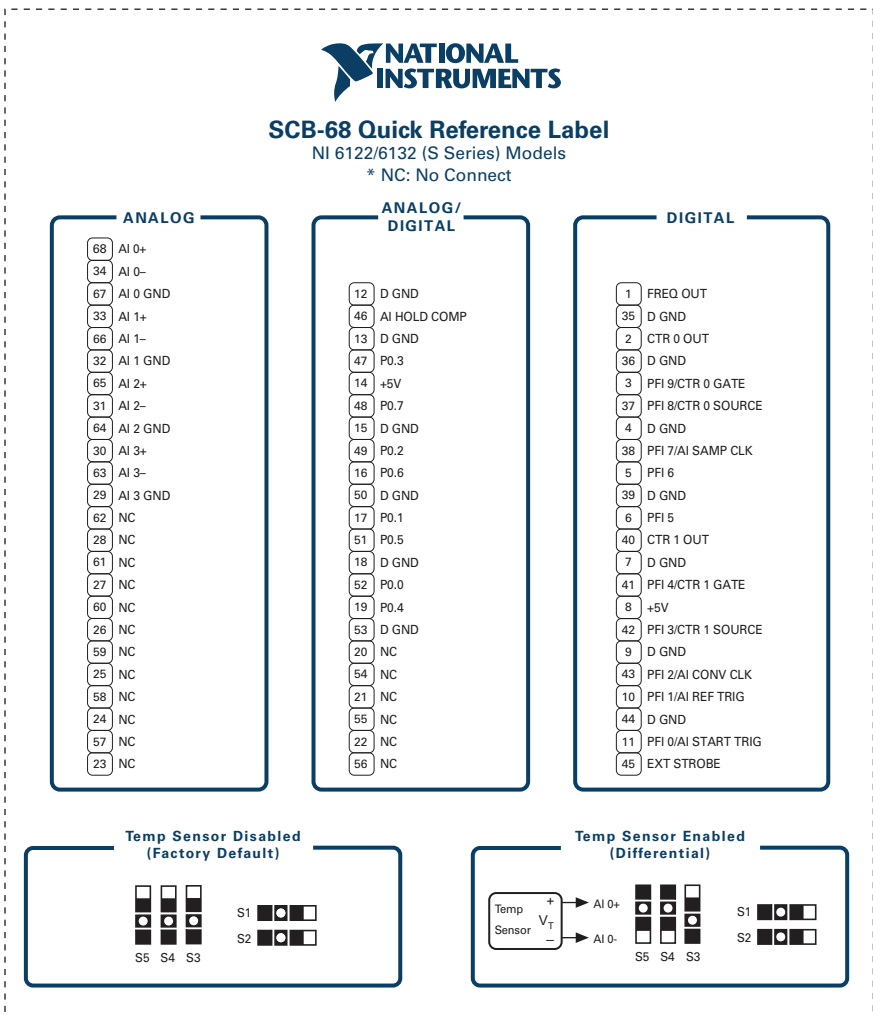 NATIONAL
INSTRUMENTS
SCB-68 Quick Reference Label
NI 6122/6132 (S Series) Models
* NC: No Connect
ANALOG
68 AI 0+
34 AI 0–
67 AI 0 GND
33 AI 1+
66 AI 1–
32 AI 1 GND
65 AI 2+
31 AI 2–
64 AI 2 GND
30 AI 3+
63 AI 3–
29 AI 3 GND
62 NC
28 NC
61 NC
27 NC
60 NC
26 NC
59 NC
25 NC
58 NC
24 NC
57 NC
23 NC
ANALOG/
DIGITAL
12 D GND
46 AI HOLD COMP
13 D GND
47 P0.3
14 +5V
48 P0.7
15 D GND
49 P0.2
16 P0.6
50 D GND
17 P0.1
51 P0.5
18 D GND
52 P0.0
19 P0.4
53 D GND
20 NC
54 NC
21 NC
55 NC
22 NC
56 NC
DIGITAL
1 FREQ OUT
35 D GND
2 CTR 0 OUT
36 D GND
3 PFI 9/CTR 0 GATE
37 PFI 8/CTR 0 SOURCE
4 D GND
38 PFI 7/AI SAMP CLK
5 PFI 6
39 D GND
6 PFI 5
40 CTR 1 OUT
7 D GND
41 PFI 4/CTR 1 GATE
8 +5V
42 PFI 3/CTR 1 SOURCE
9 D GND
43 PFI 2/AI CONV CLK
10 PFI 1/AI REF TRIG
44 D GND
11 PFI 0/AI START TRIG
45 EXT STROBE
Temp Sensor Disabled
(Factory Default)
S1
S2
S5 S4 S3
Temp Sensor Enabled
(Differential)
Temp
Sensor
+
VT
–
AI 0+
AI 0-
S1
S2
S5 S4 S3